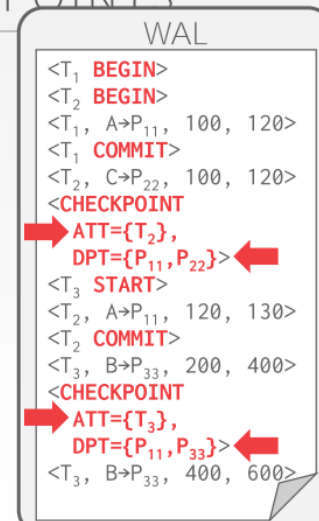 WAL
<T₁ BEGIN>
<T₂ BEGIN>
<T₁, A→P₁₁, 100, 120>
<T₁ COMMIT>
<T₂, C→P₂₂, 100, 120>
<CHECKPOINT
ATT={T₂},
DPT={P₁₁,P₂₂}>
<T₃ START>
<T₂, A→P₁₁, 120, 130>
<T₂ COMMIT>
<T₃, B→P₃₃, 200, 400>
<CHECKPOINT
ATT={T₃},
DPT={P₁₁,P₃₃}>
<T₃, B→P₃₃, 400, 600>